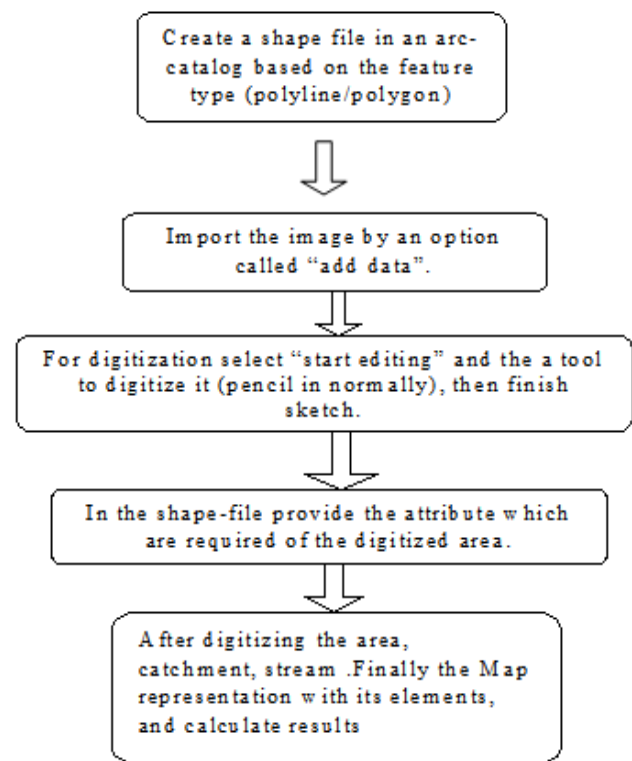 Create a shape file in an arc-
catalog based on the feature
type (polyline/polygon)
Import the image by an option
called “add data”.
For digitization select “start editing” and the a tool
to digitize it (pencil in normally), then finish
sketch.
In the shape-file provide the attribute which
are required of the digitized area.
After digitizing the area,
catchment, stream .Finally the Map
representation with its elements,
and calculate results